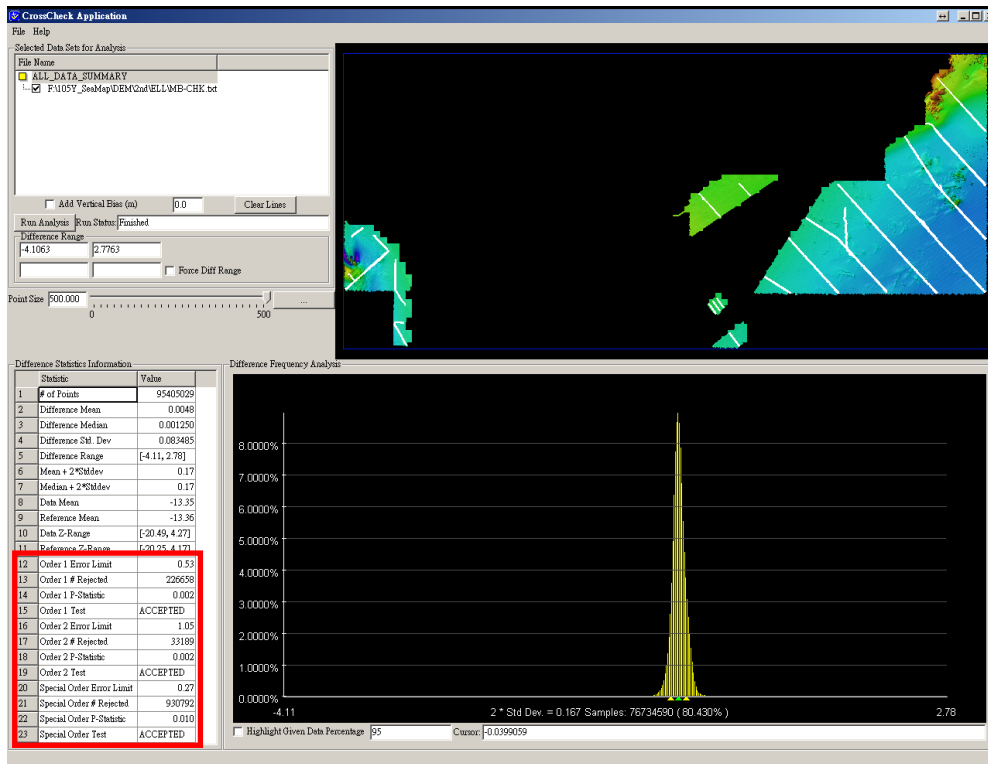 CrossCheck Application
File Help
Selected Data Sets for Analysis
File Name
ALL_DATA_SUMMARY
F:\105Y_SeaMap\DEM\2nd\ELL\MB-CHK.txt
Add Vertical Bias (m) 0.0 Clear Lines
Run Analysis Run Status: Finished
Difference Range
-4.1063 2.7763
Force Diff Range
Point Size 500.000 ...
0 500
Difference Statistics Information
Statistic Value
1 # of Points 95405029
2 Difference Mean 0.0048
3 Difference Median 0.001250
4 Difference Std. Dev 0.083485
5 Difference Range [-4.11, 2.78]
6 Mean + 2*Stddev 0.17
7 Median + 2*Stddev 0.17
8 Data Mean -13.35
9 Reference Mean -13.36
10 Data Z-Range [-20.49, 4.27]
11 Reference Z-Range [-20.25, 4.17]
12 Order 1 Error Limit 0.53
13 Order 1 # Rejected 226658
14 Order 1 P-Statistic 0.002
15 Order 1 Test ACCEPTED
16 Order 2 Error Limit 1.05
17 Order 2 # Rejected 33189
18 Order 2 P-Statistic 0.002
19 Order 2 Test ACCEPTED
20 Special Order Error Limit 0.27
21 Special Order # Rejected 930792
22 Special Order P-Statistic 0.010
23 Special Order Test ACCEPTED
Difference Frequency Analysis
8.0000%
7.0000%
6.0000%
5.0000%
4.0000%
3.0000%
2.0000%
1.0000%
0.0000%
-4.11 2 * Std Dev. = 0.167 Samples: 76734590 ( 80.430% ) 2.78
Highlight Given Data Percentage 95 Cursor: -0.0399059